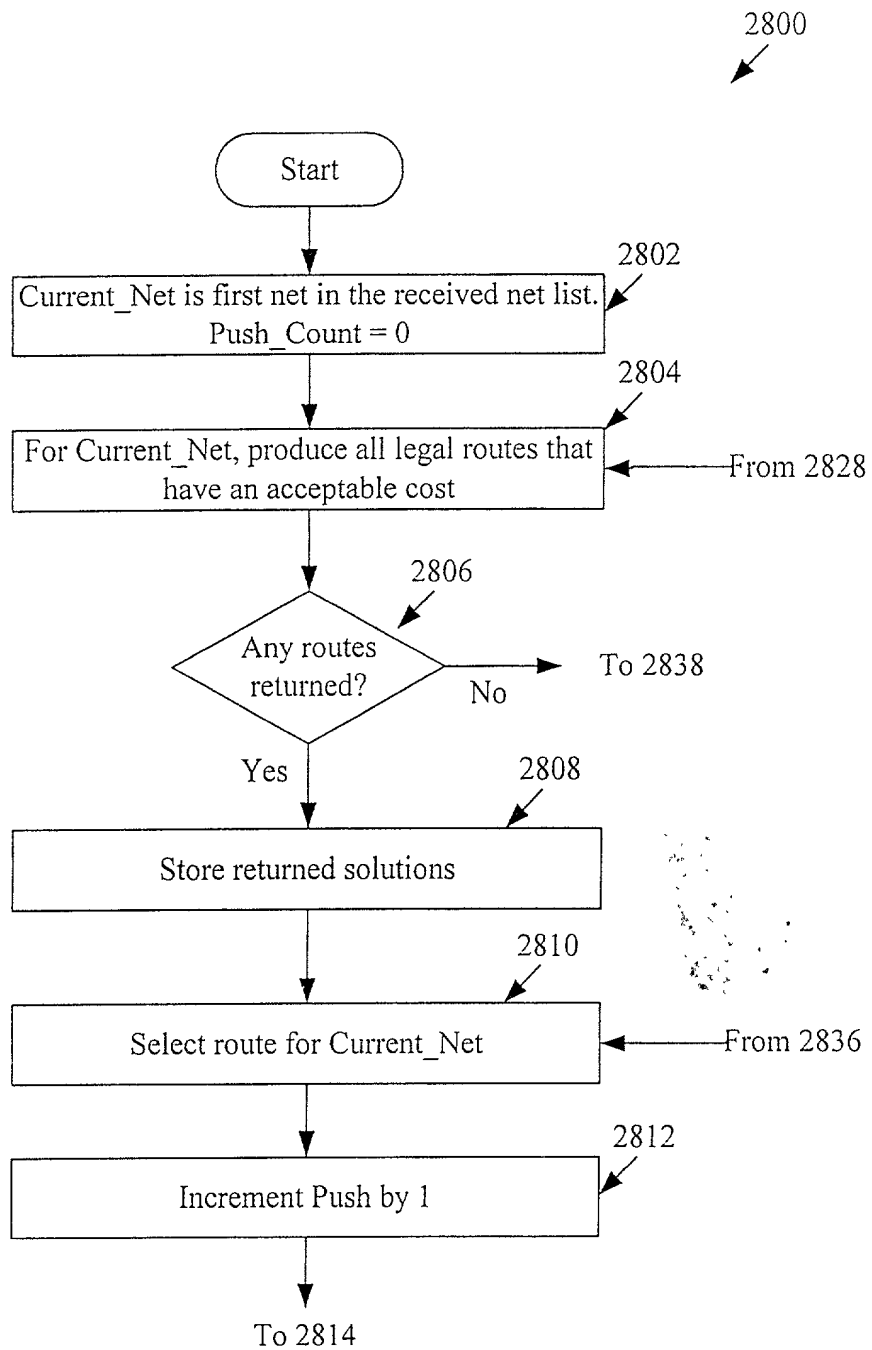 2800
Start
2802
Current_Net is first net in the received net list.
Push_Count = 0
2804
For Current_Net, produce all legal routes that
have an acceptable cost
From 2828
2806
Any routes
returned?
No
To 2838
Yes
2808
Store returned solutions
2810
Select route for Current_Net
From 2836
2812
Increment Push by 1
To 2814